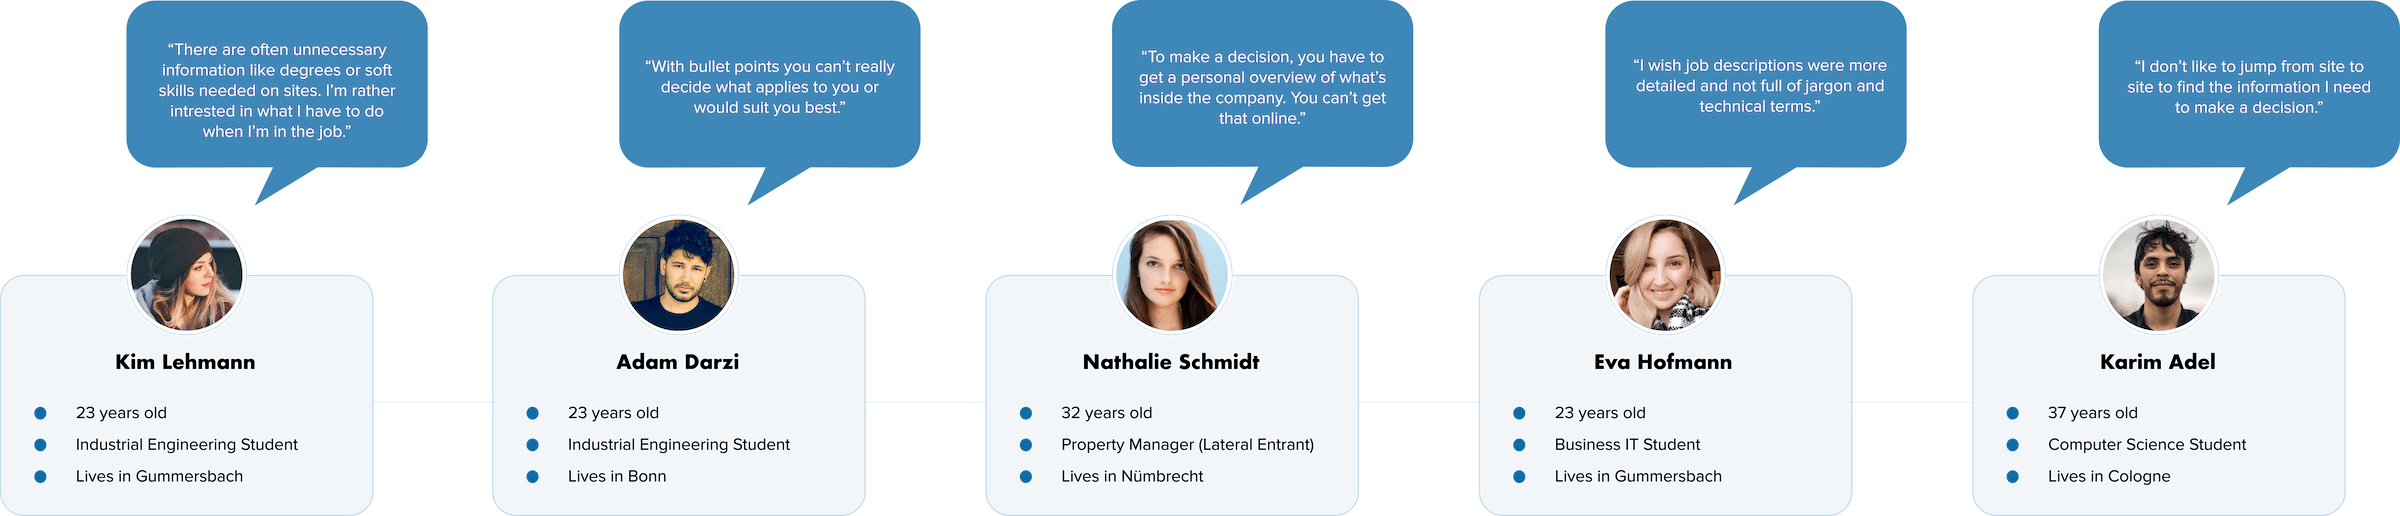 “There are often unnecessary
information like degrees or soft
skills needed on sites. I’m rather
intrested in what I have to do
when I’m in the job.”
“With bullet points you can’t really
decide what applies to you or
would suit you best.”
“To make a decision, you have to
get a personal overview of what’s
inside the company. You can’t get
that online.”
“I wish job descriptions were more
detailed and not full of jargon and
technical terms.”
“I don’t like to jump from site to
site to find the information I need
to make a decision.”
Kim Lehmann
23 years old
Industrial Engineering Student
Lives in Gummersbach
Adam Darzi
23 years old
Industrial Engineering Student
Lives in Bonn
Nathalie Schmidt
32 years old
Property Manager (Lateral Entrant)
Lives in Nümbrecht
Eva Hofmann
23 years old
Business IT Student
Lives in Gummersbach
Karim Adel
37 years old
Computer Science Student
Lives in Cologne